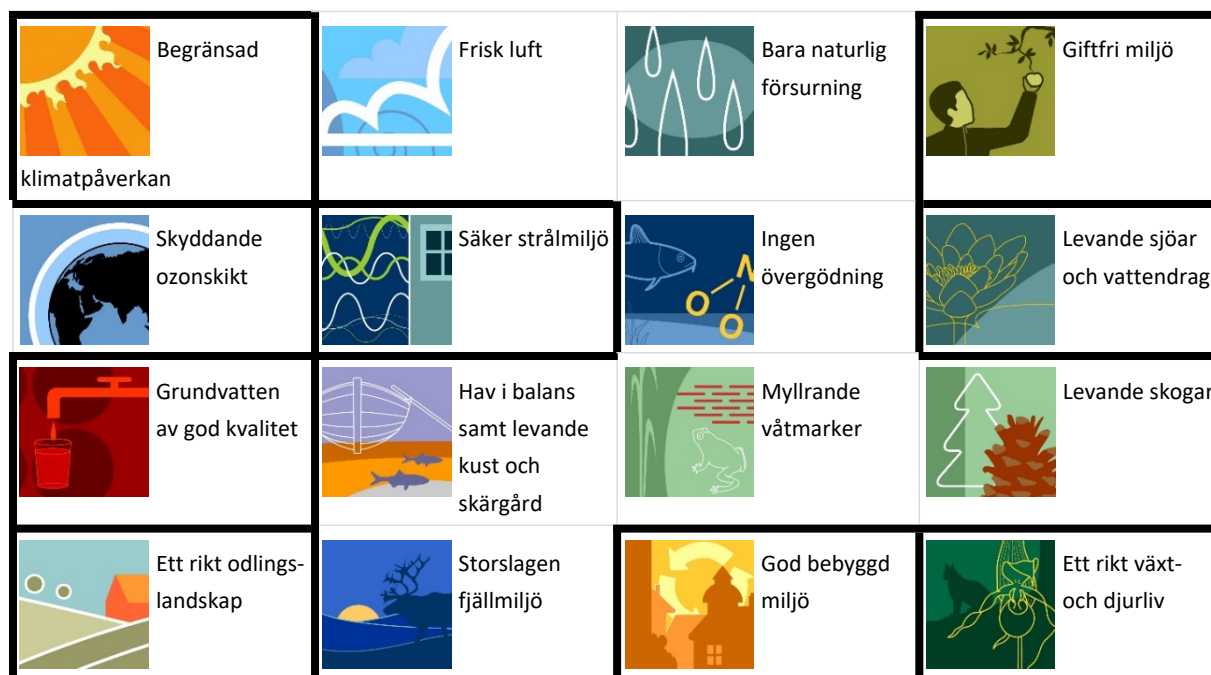 Begränsad
klimatpåverkan
Frisk luft
Bara naturlig
försurning
Giftfri miljö
Skyddande
ozonskikt
Säker strålmiljö
Ingen
övergödning
N
O
O
Levande sjöar
och vattendrag
Grundvatten
av god kvalitet
Hav i balans
samt levande
kust och
skärgård
Myllrande
våtmarker
Levande skogar
Ett rikt odlings-
landskap
Storslagen
fjällmiljö
God bebyggd
miljö
Ett rikt växt-
och djurliv